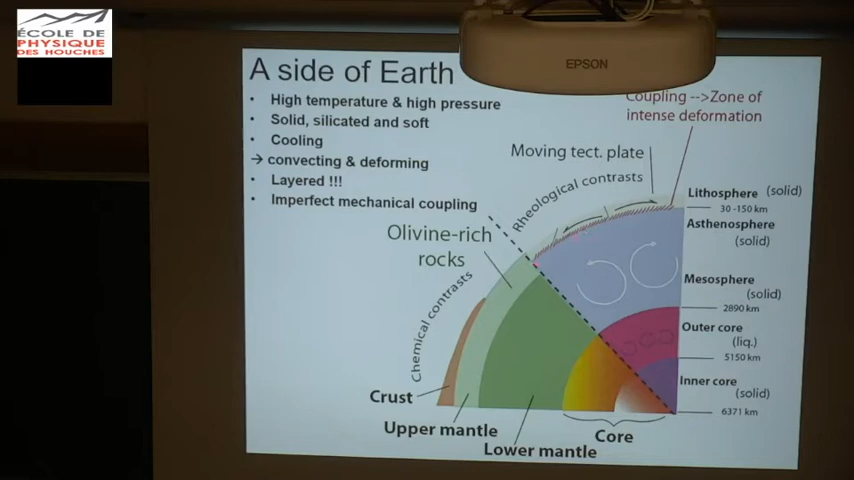 ÉCOLE DE
PHYSIQUE
DES HOUCHES
EPSON
A side of Earth
• High temperature & high pressure
• Solid, silicated and soft
• Cooling
→ convecting & deforming
• Layered !!!
• Imperfect mechanical coupling
Coupling -->Zone of
intense deformation
Moving tect. plate
Rheological contrasts
Lithosphere (solid)
30 -150 km
Asthenosphere
(solid)
Olivine-rich
rocks
Mesosphere
(solid)
2890 km
Chemical contrasts
Outer core
(liq.)
5150 km
Inner core
(solid)
6371 km
Crust
Upper mantle
Lower mantle
Core